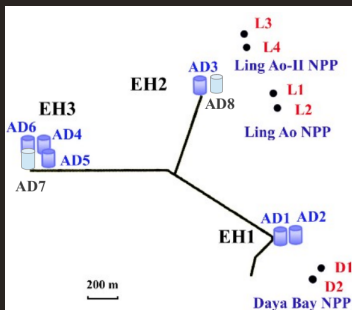 L3
L4
Ling Ao-II NPP
EH2
AD3
AD8
L1
L2
Ling Ao NPP
EH3
AD6 AD4
AD5
AD7
AD1 AD2
EH1
D1
D2
Daya Bay NPP
200 m